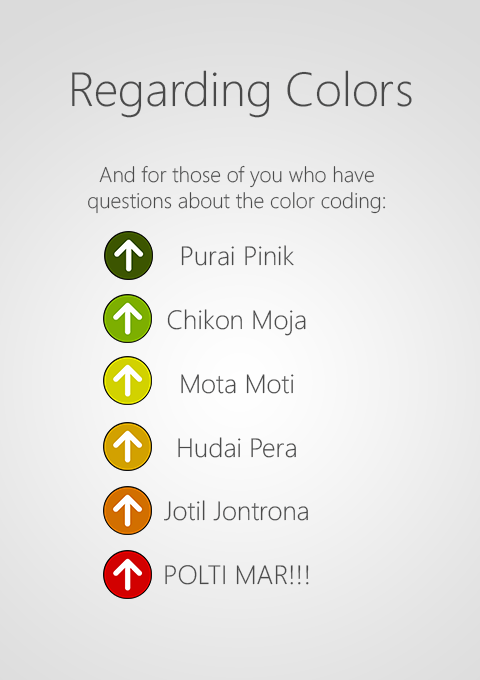 Regarding Colors
And for those of you who have
questions about the color coding:
Purai Pinik
Chikon Moja
Mota Moti
Hudai Pera
Jotil Jontrona
POLTI MAR!!!